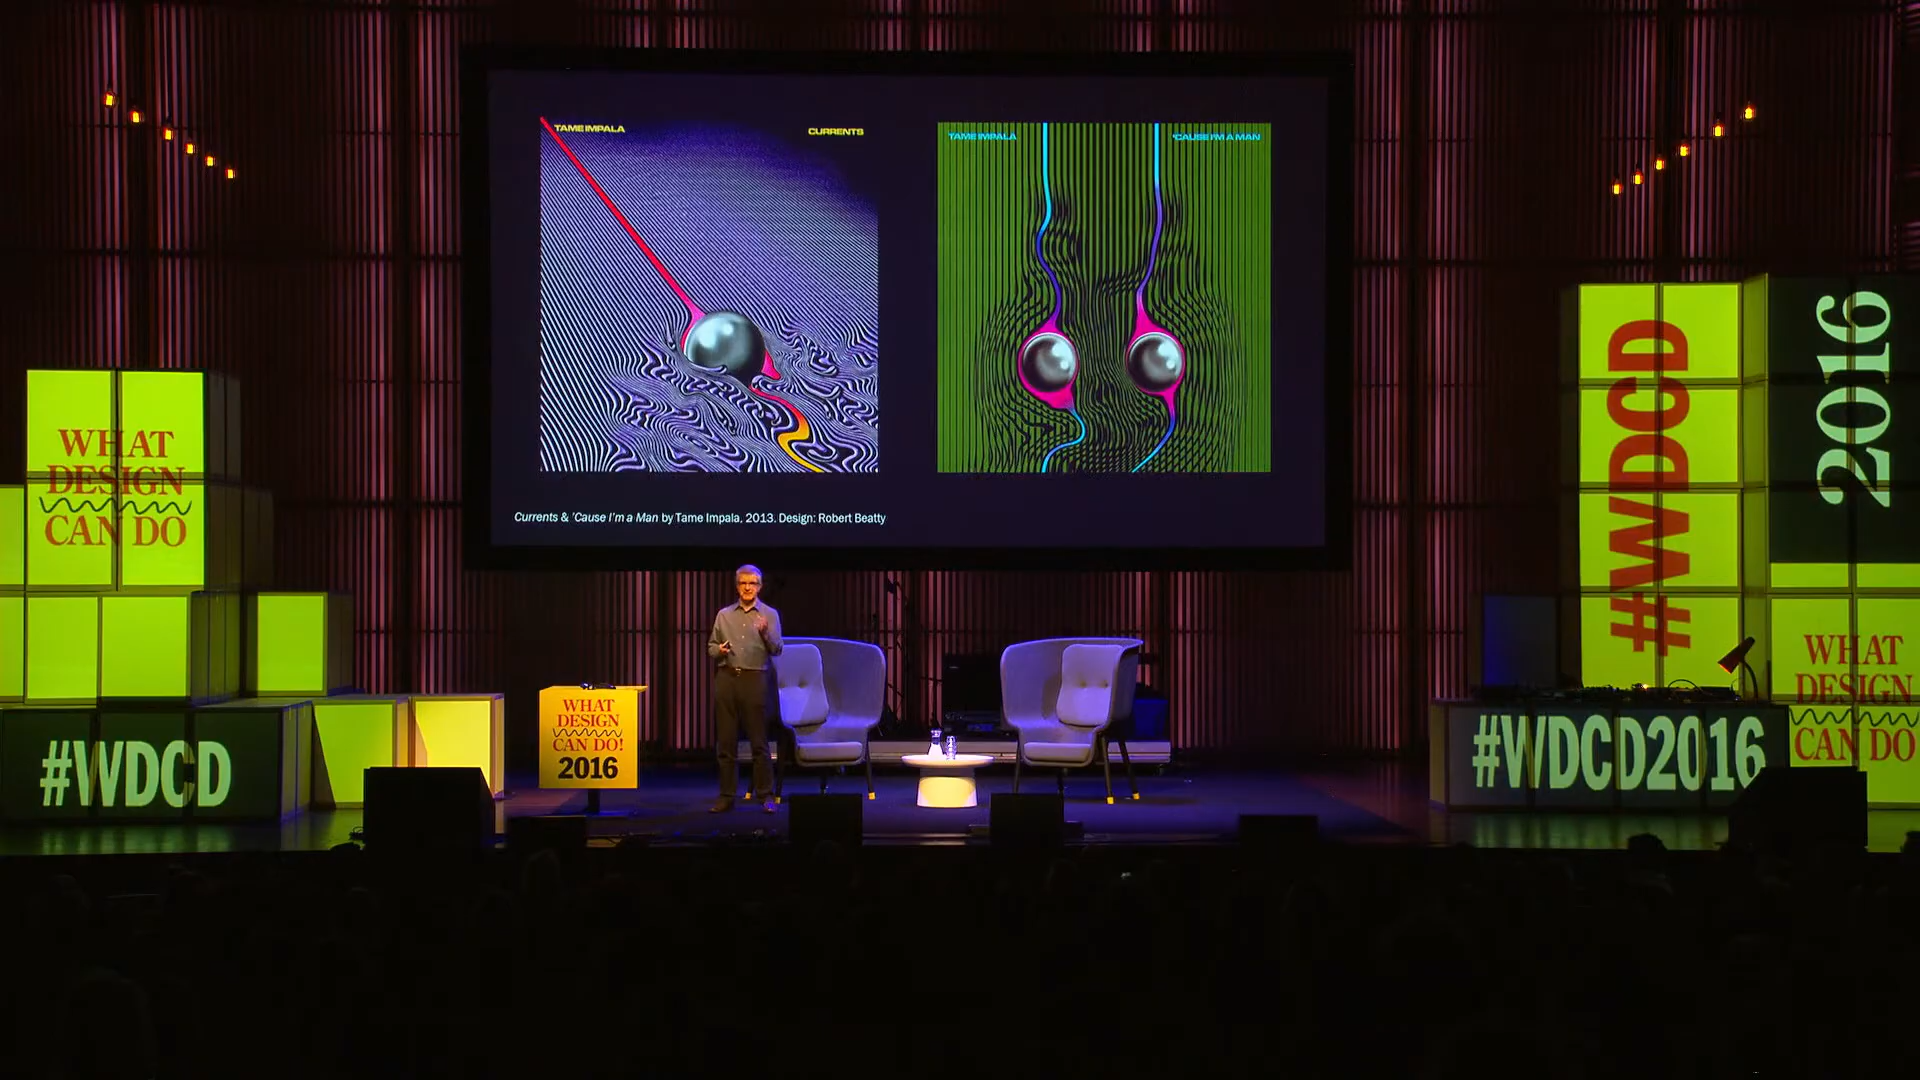 TAME IMPALA
CURRENTS
TAME IMPALA
'CAUSE I'M A MAN
Currents & 'Cause I'm a Man by Tame Impala, 2013. Design: Robert Beatty
WHAT
DESIGN
CAN DO
#WDCD
WHAT
DESIGN
CAN DO!
2016
#WDCD
2016
WHAT
DESIGN
CAN DO
#WDCD2016